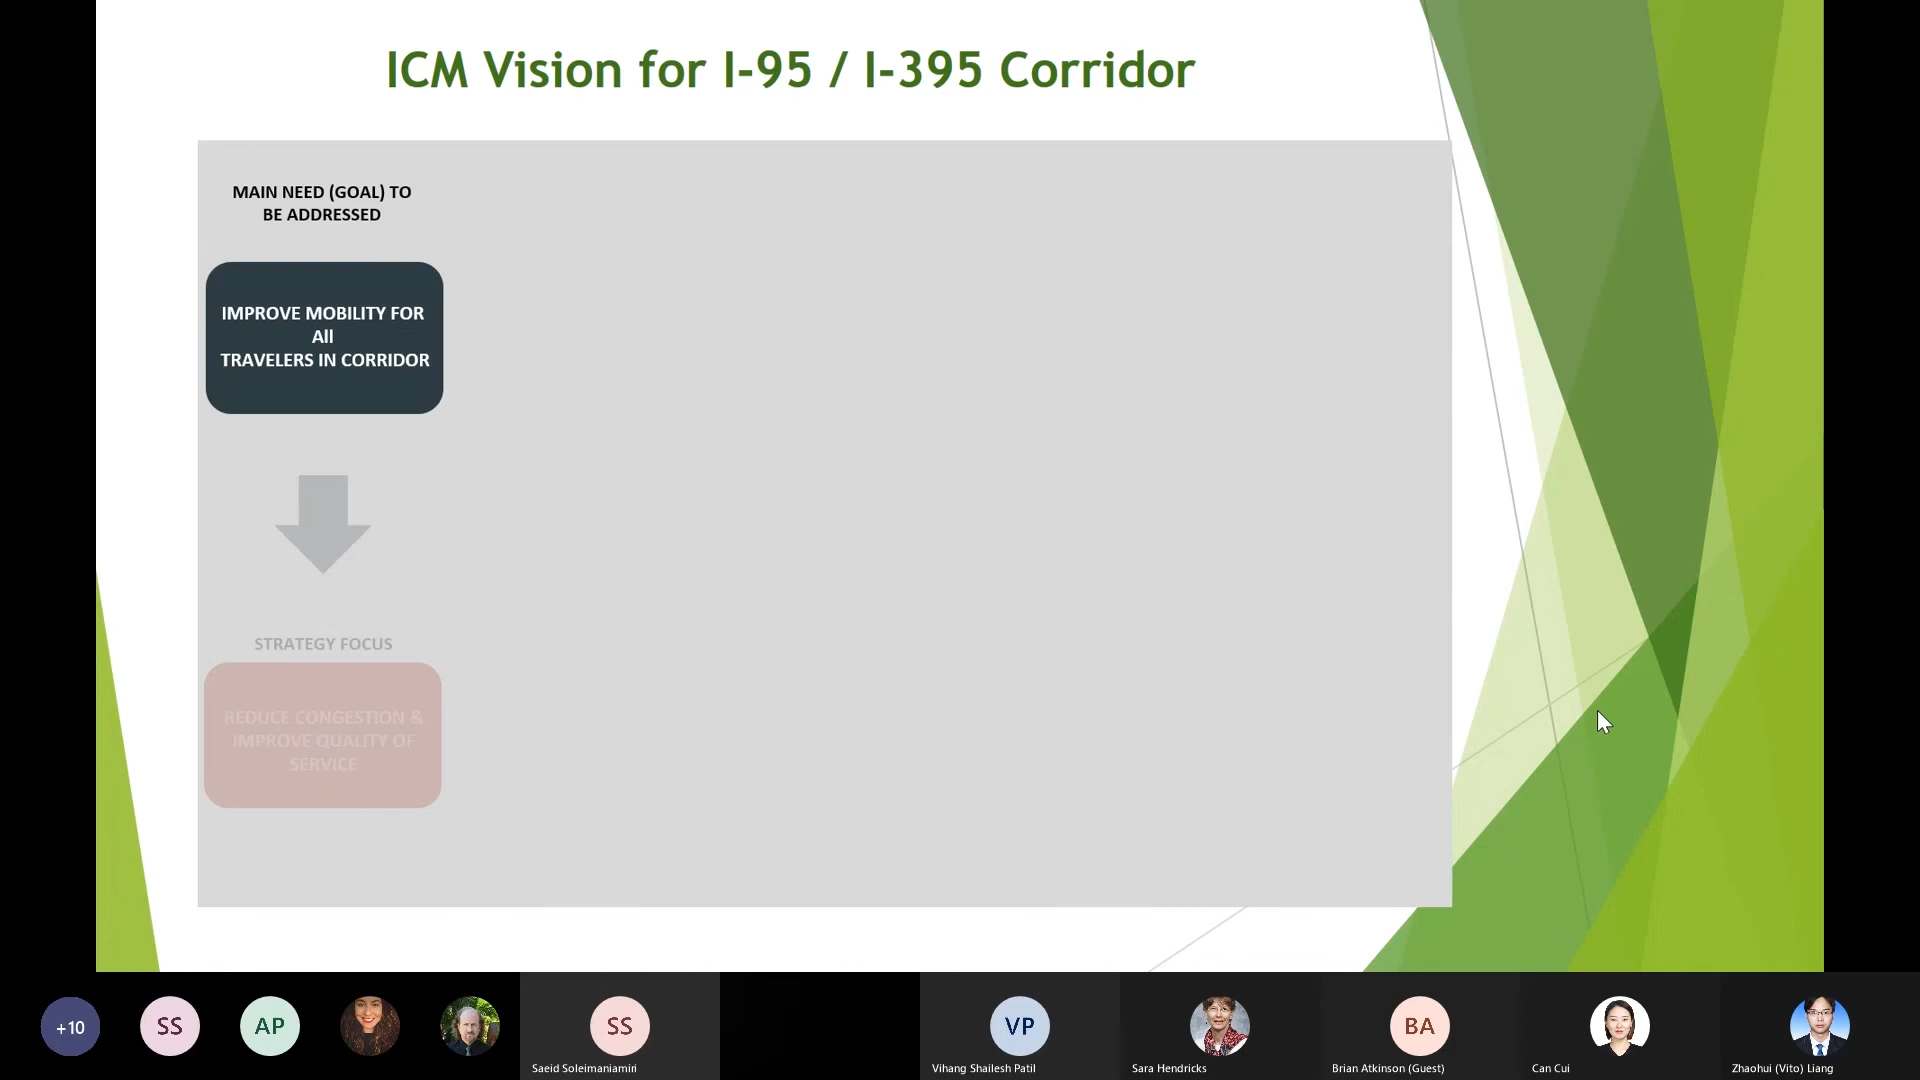 ICM Vision for I-95 / I-395 Corridor
MAIN NEED (GOAL) TO
BE ADDRESSED
IMPROVE MOBILITY FOR
All
TRAVELERS IN CORRIDOR
STRATEGY FOCUS
REDUCE CONGESTION &
IMPROVE QUALITY OF
SERVICE
+10
SS
AP
SS
VP
BA
Saeid Soleimaniamiri
Vihang Shailesh Patil
Sara Hendricks
Brian Atkinson (Guest)
Can Cui
Zhaohui (Vito) Liang